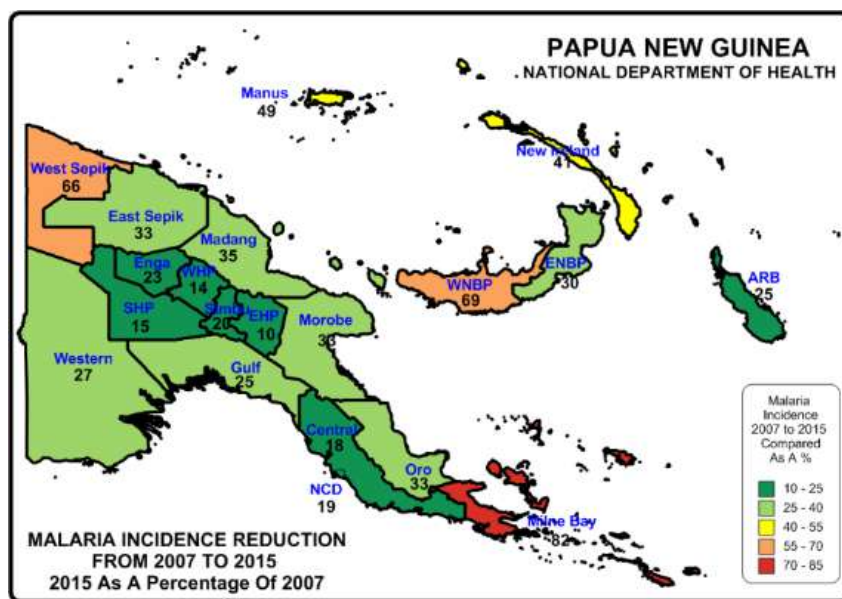 PAPUA NEW GUINEA
NATIONAL DEPARTMENT OF HEALTH
Manus
49
New Ireland
41
West Sepik
66
East Sepik
33
Madang
35
Enga
23
WHP
14
SHP
15
Simbu
20
EHP
10
Morobe
33
WNBP
69
ENBP
30
ARB
25
Western
27
Gulf
25
Central
18
Oro
33
NCD
19
Milne Bay
82
Malaria
Incidence
2007 to 2015
Compared
As A %
10 - 25
25 - 40
40 - 55
55 - 70
70 - 85
MALARIA INCIDENCE REDUCTION
FROM 2007 TO 2015
2015 As A Percentage Of 2007